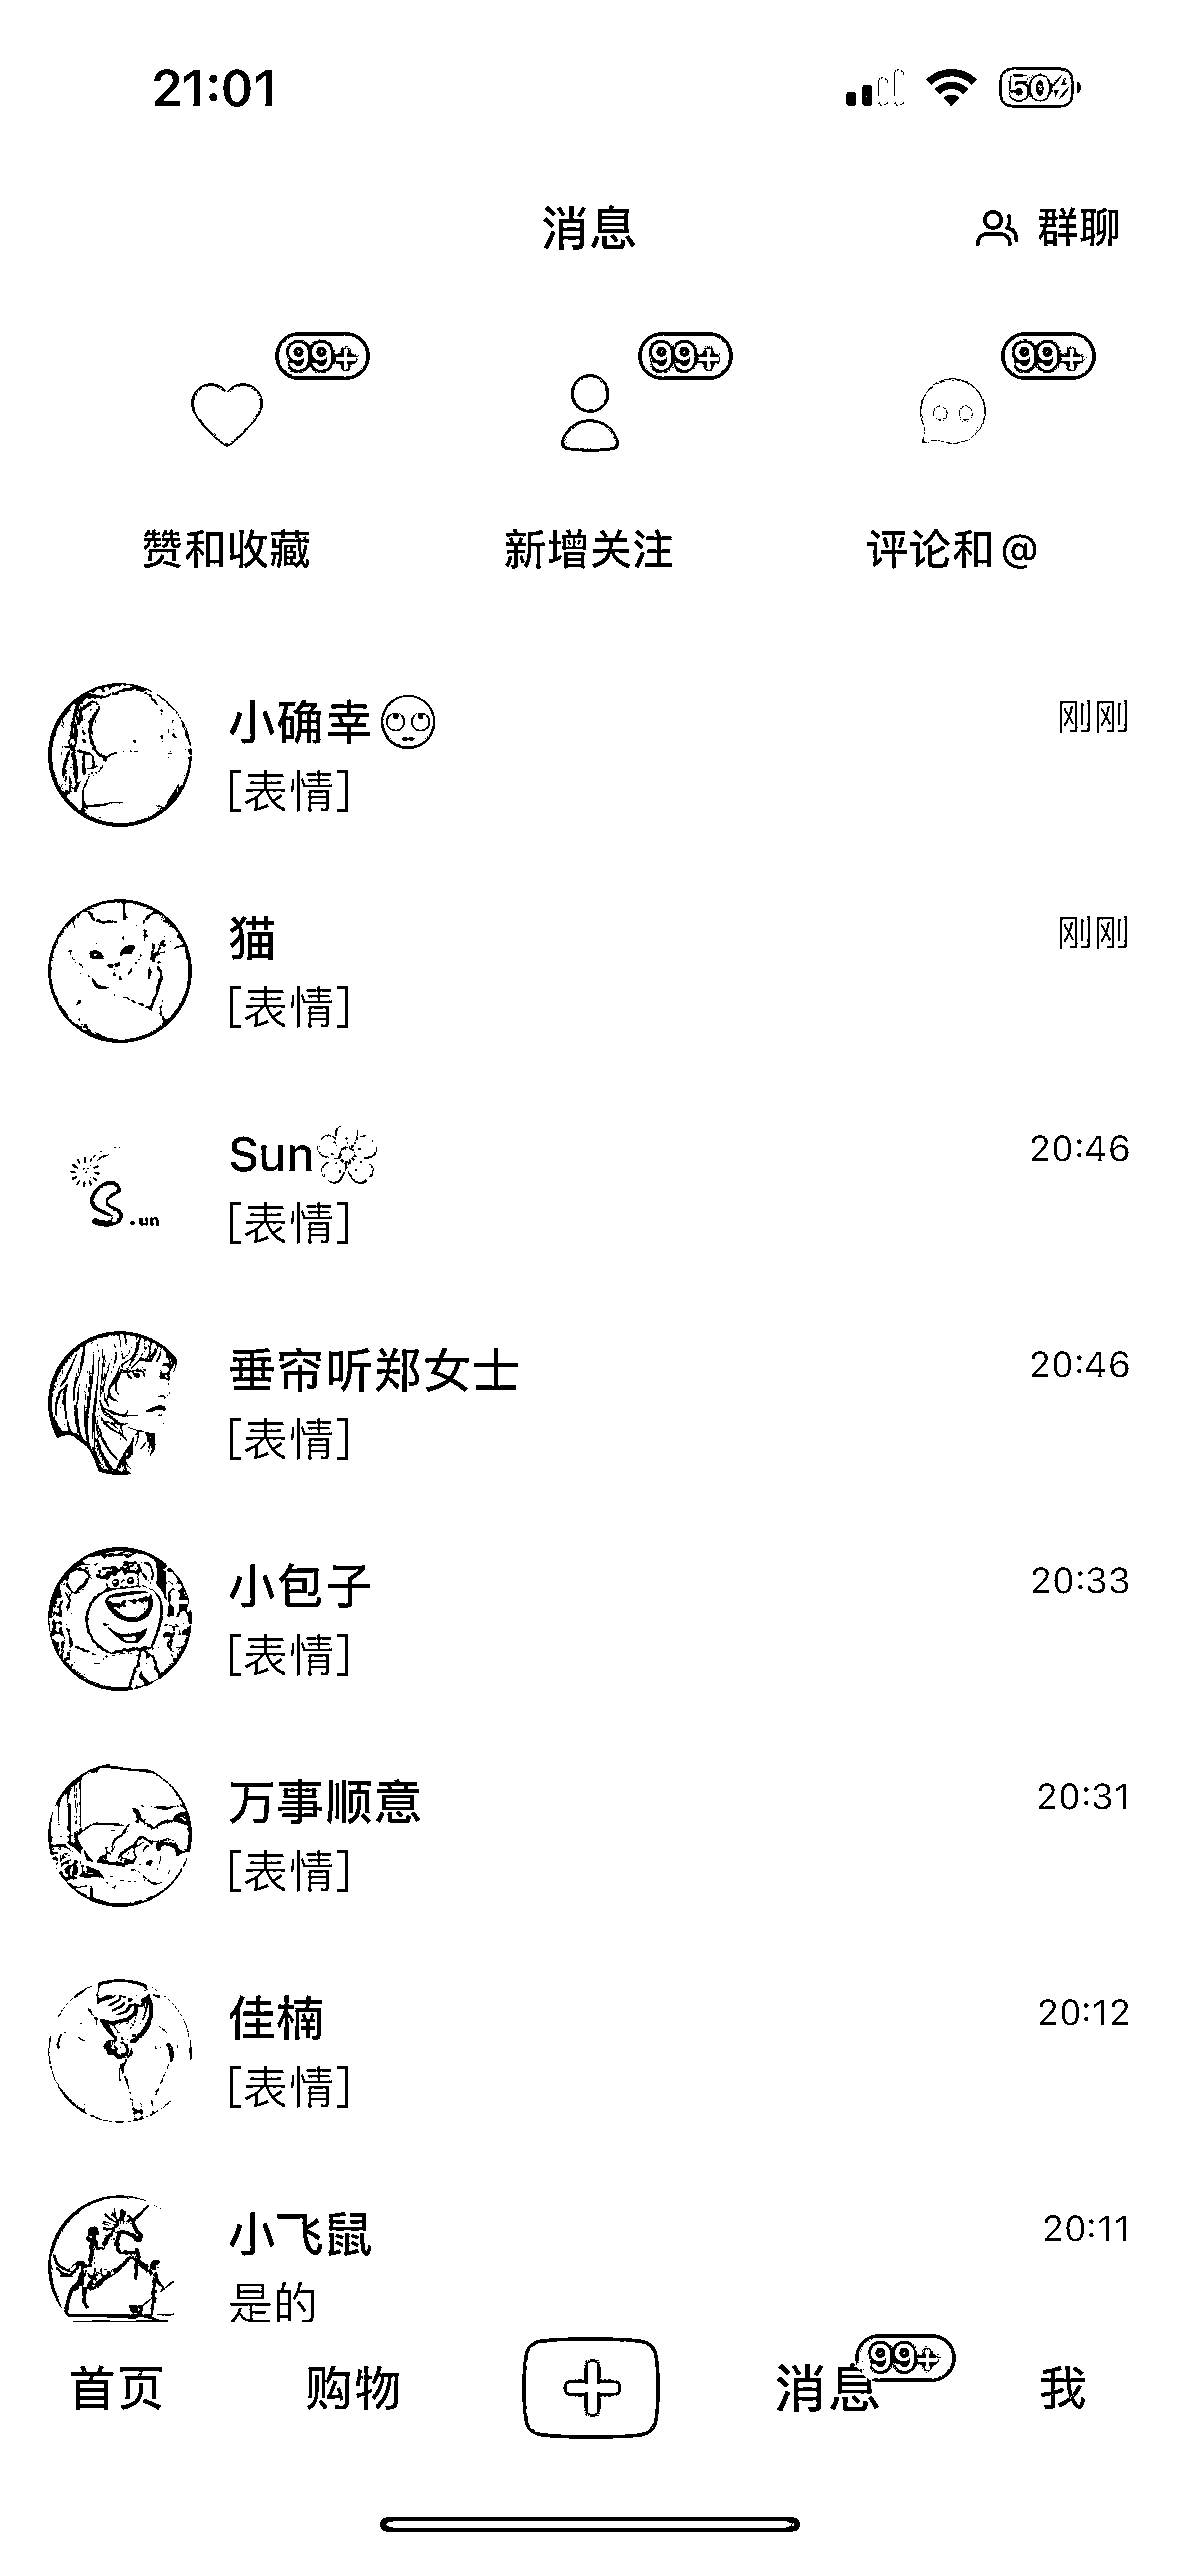 21:01
50
消息
群聊
99+ 99+ 99+
赞和收藏 新增关注 评论和@
小确幸🙄 刚刚
[表情]
猫 刚刚
[表情]
S.un
Sun🌸 20:46
[表情]
垂帘听郑女士 20:46
[表情]
小包子 20:33
[表情]
万事顺意 20:31
[表情]
佳楠 20:12
[表情]
小飞鼠 20:11
是的
首页 购物 消息 99+ 我